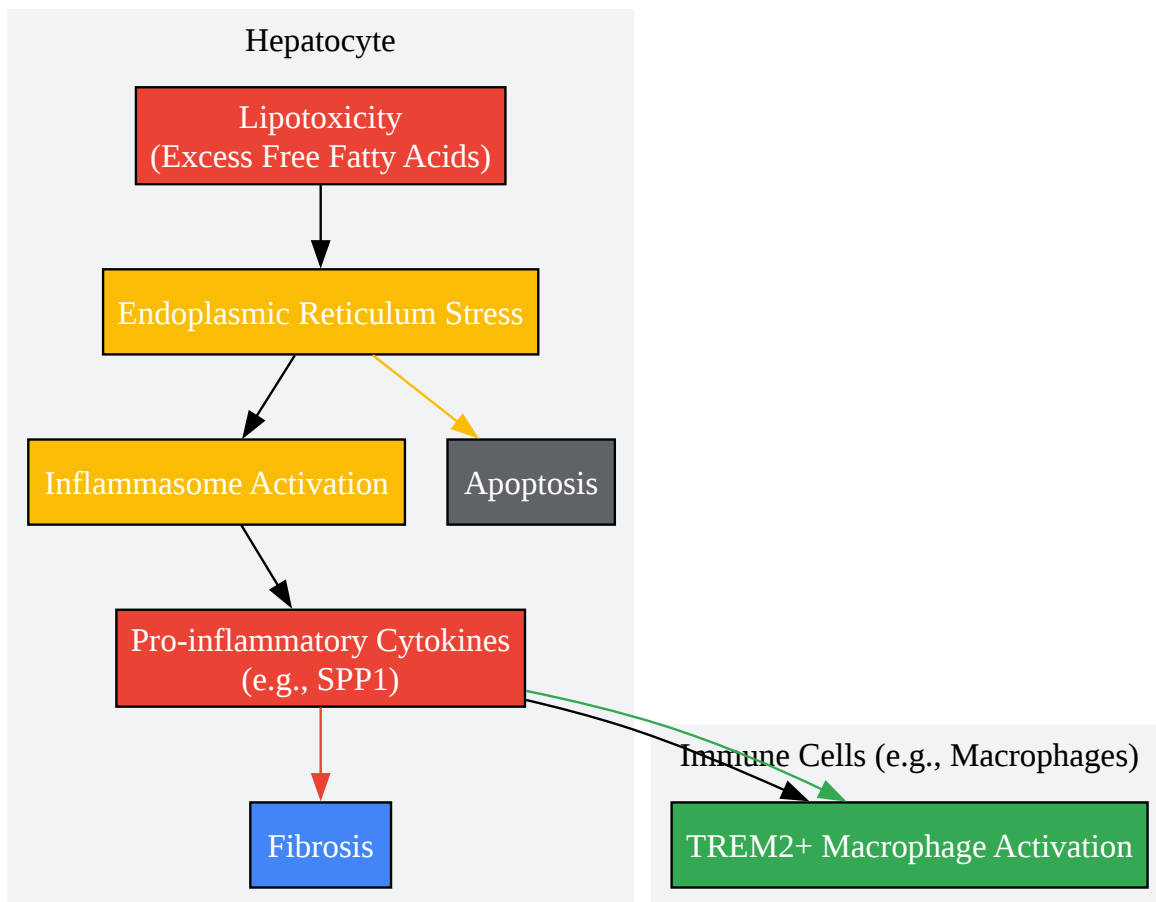 Hepatocyte
Lipotoxicity
(Excess Free Fatty Acids)
Endoplasmic Reticulum Stress
Inflammasome Activation
Apoptosis
Pro-inflammatory Cytokines
(e.g., SPP1)
Immune Cells (e.g., Macrophages)
Fibrosis
TREM2+ Macrophage Activation